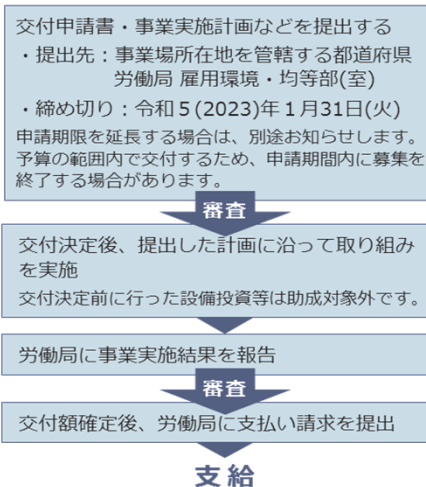 交付申請書・事業実施計画などを提出する
・提出先：事業場所在地を管轄する都道府県
労働局 雇用環境・均等部(室)
・締め切り：令和５(2023)年１月31日(火)
申請期限を延長する場合は、別途お知らせします。
予算の範囲内で交付するため、申請期間内に募集を
終了する場合があります。
審査
交付決定後、提出した計画に沿って取り組み
を実施
交付決定前に行った設備投資等は助成対象外です。
労働局に事業実施結果を報告
審査
交付額確定後、労働局に支払い請求を提出
支給